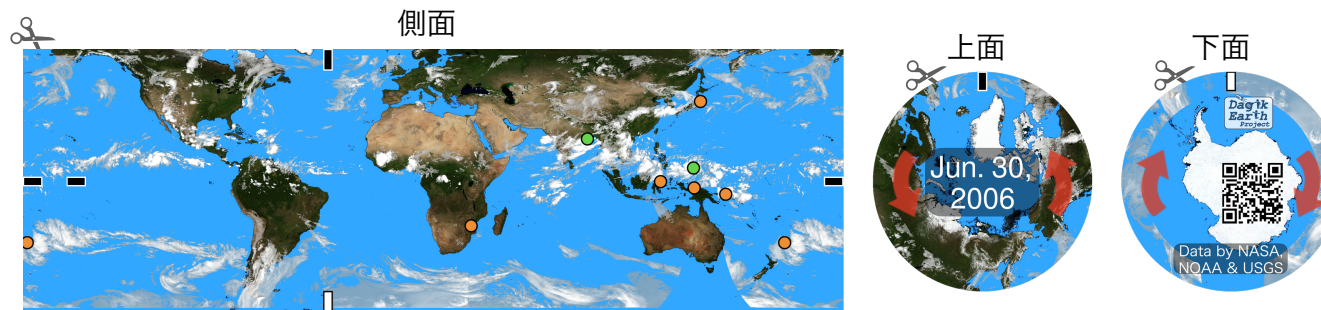 側面
上面
下面
Jun. 30,
2006
Dagik
Earth
Project
Data by NASA,
NOAA & USGS